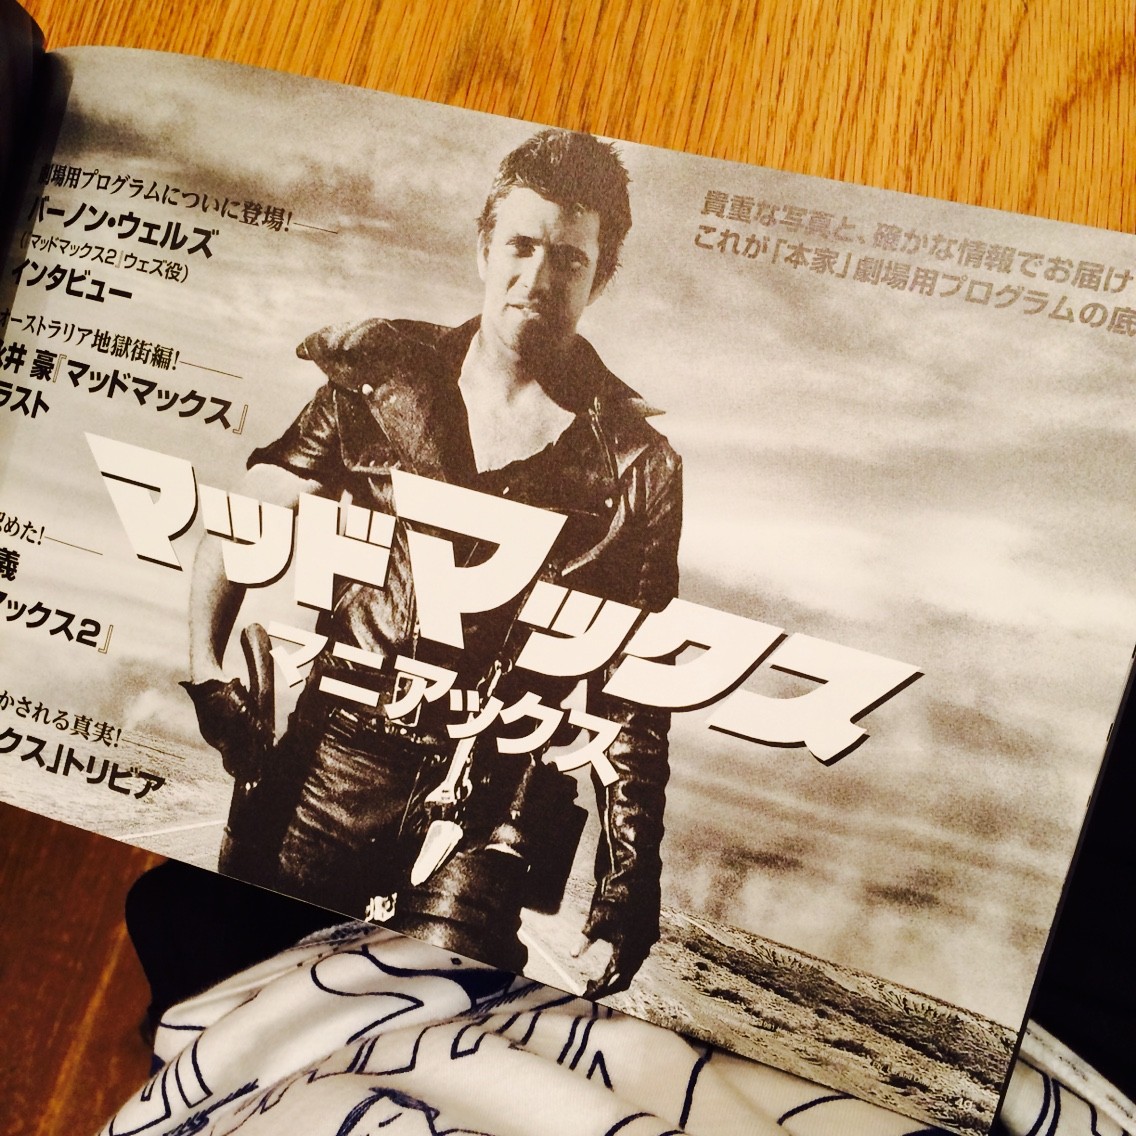 劇場用プログラムについに登場!
バーノン・ウェルズ
(『マッドマックス2』ウェズ役)
インタビュー
オーストラリア地獄街編!
井 豪『マッドマックス』
ラスト
めた!
義
ックス2』
かされる真実!
クス」トリビア
貴重な写真と、確かな情報でお届け
これが「本家」劇場用プログラムの底
マッドマックス
マニアックス